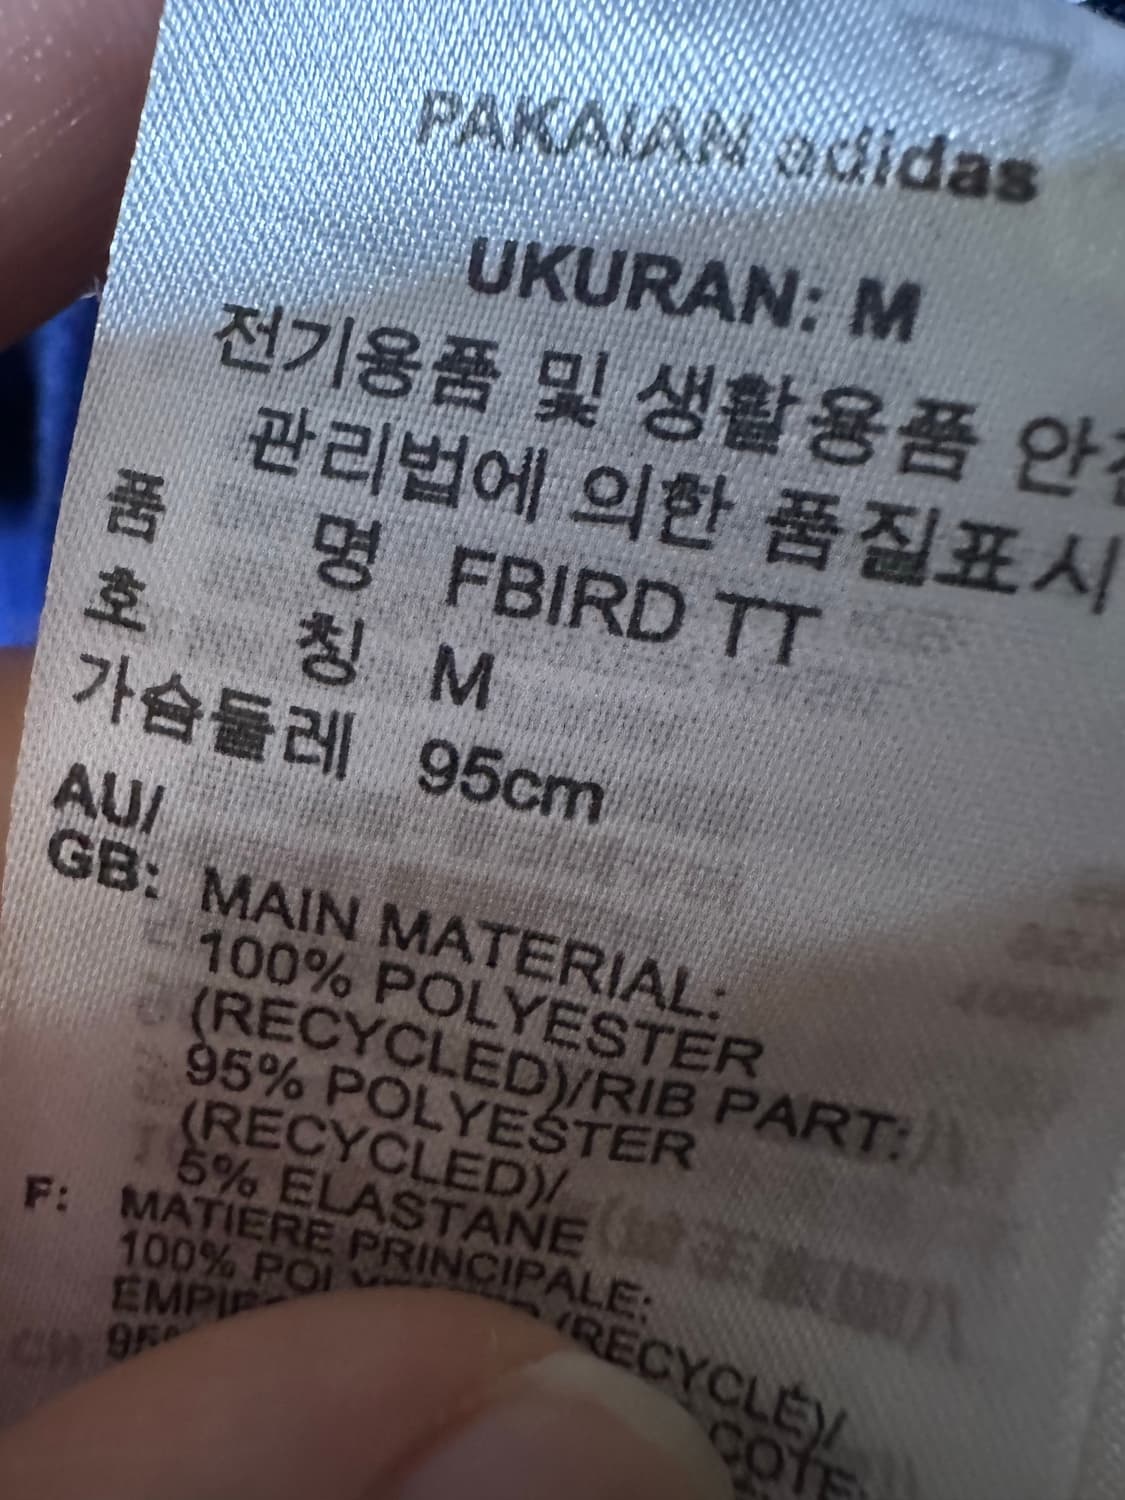 PAKAIAN adidas
UKURAN: M
전기용품 및 생활용품 안전
관리법에 의한 품질표시
품 명 FBIRD TT
호 칭 M
가슴둘레 95cm
AU/
GB: MAIN MATERIAL:
100% POLYESTER
(RECYCLED)/RIB PART:
95% POLYESTER
(RECYCLED)/
5% ELASTANE
F: MATIERE PRINCIPALE:
100% (RECYCLÉ)/